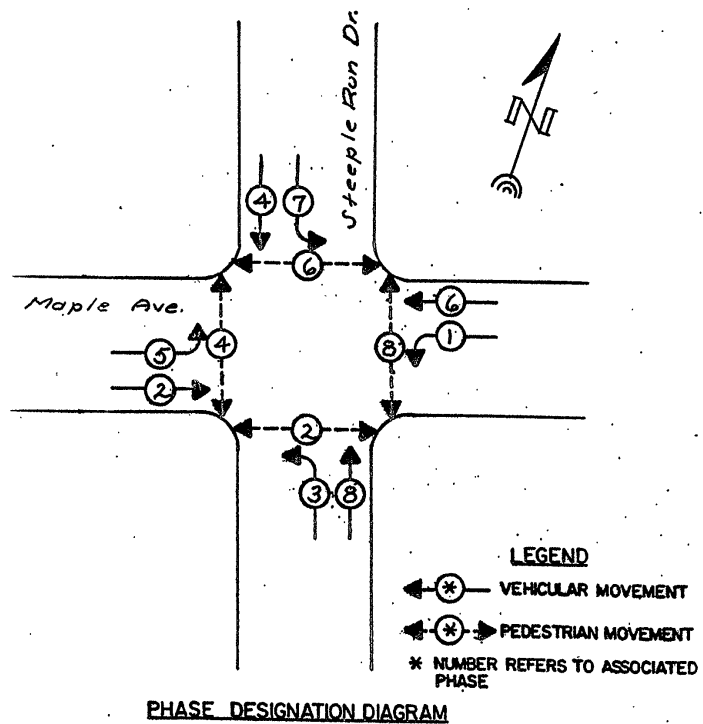 Steeple Run Dr.
N
4
7
6
Maple Ave.
6
5
4
8
1
2
2
3
8
LEGEND
* VEHICULAR MOVEMENT
* PEDESTRIAN MOVEMENT
* NUMBER REFERS TO ASSOCIATED
PHASE
PHASE DESIGNATION DIAGRAM